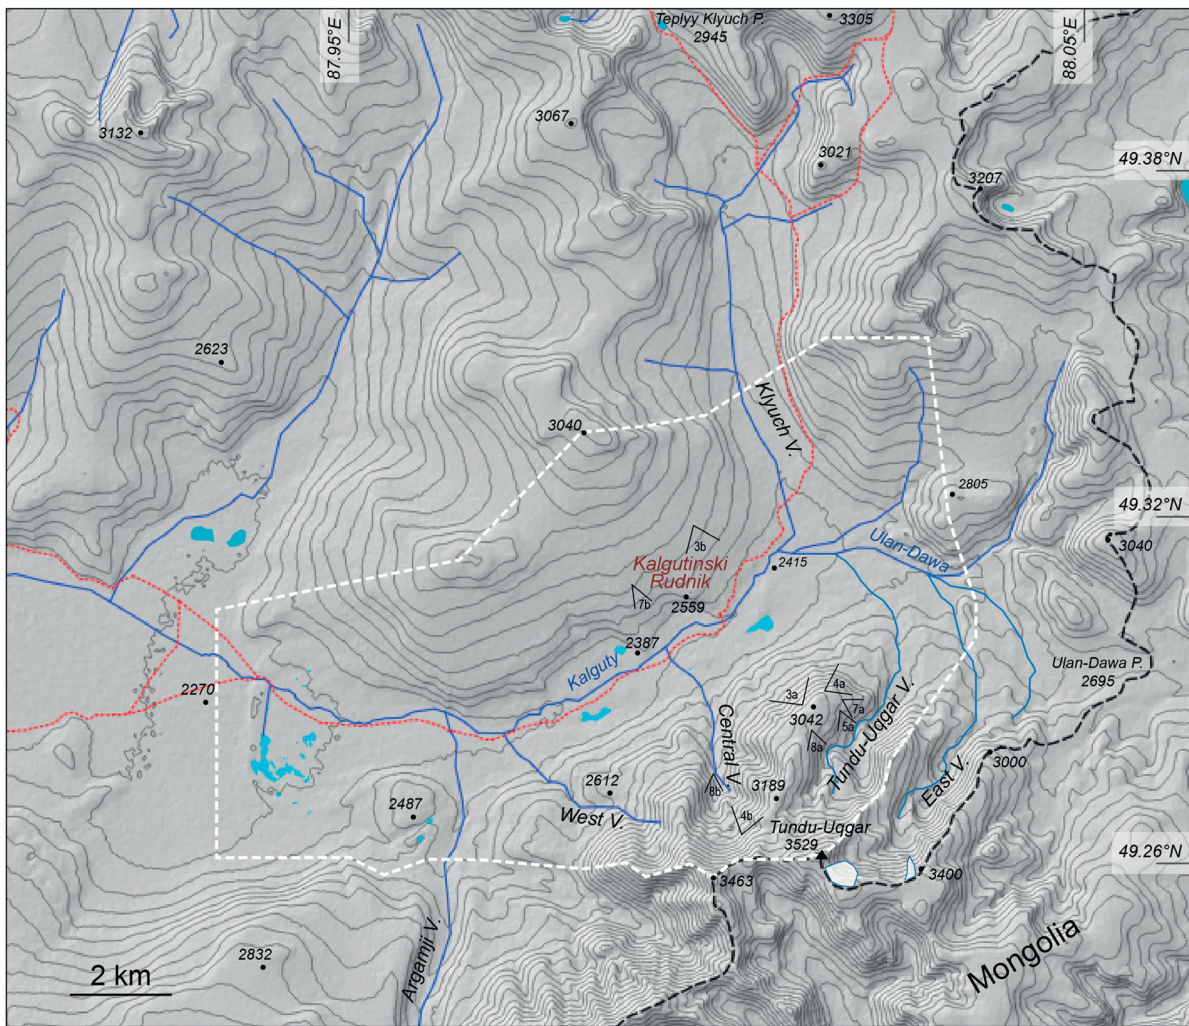 Teplyy Klyuch P.
2945
3305
87.95°E
88.05°E
3132
3067
3021
49.38°N
3207
2623
3040
Klyuch V.
2805
49.32°N
Ulan-Dawa
3040
3b
Kalgutinski
Rudnik
2415
7b
2559
2387
Kalguty
Ulan-Dawa P.
2695
2270
3a
4a
7a
3042
5a
8a
Tundu-Uqgar V.
Central V.
3000
East V.
8b
3189
2612
2487
West V.
4b
Tundu-Uqgar
3529
49.26°N
3463
3400
Argamji V.
Mongolia
2832
2 km